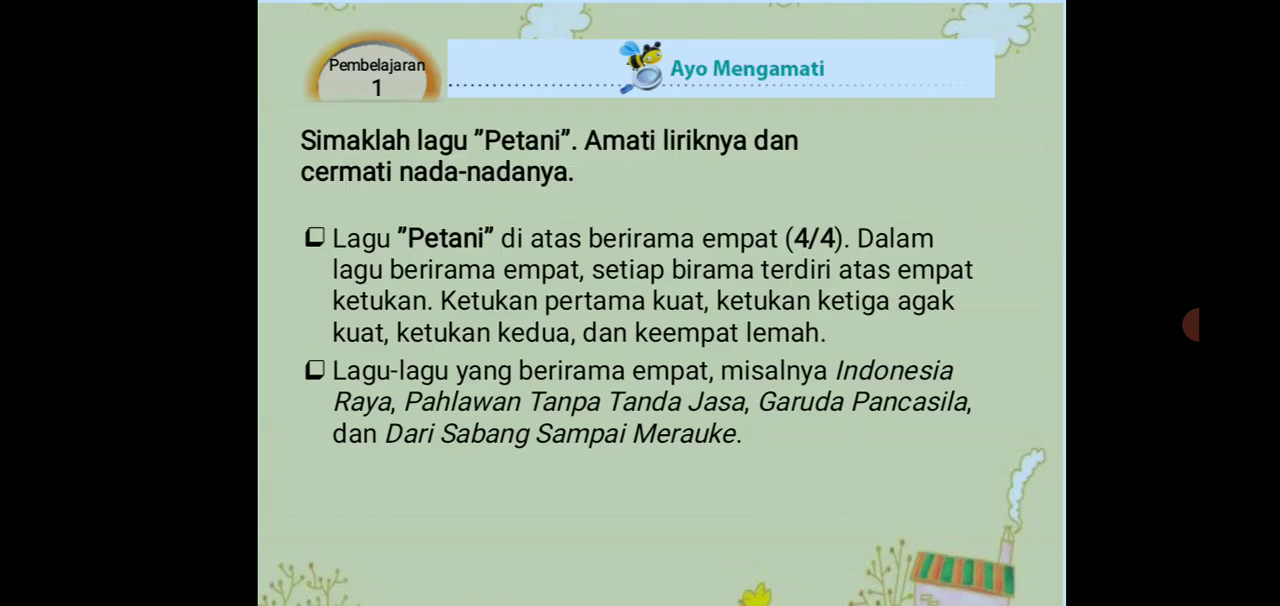 Pembelajaran
1
Ayo Mengamati
Simaklah lagu ”Petani”. Amati liriknya dan
cermati nada-nadanya.
❑ Lagu ”Petani” di atas berirama empat (4/4). Dalam
lagu berirama empat, setiap birama terdiri atas empat
ketukan. Ketukan pertama kuat, ketukan ketiga agak
kuat, ketukan kedua, dan keempat lemah.
❑ Lagu-lagu yang berirama empat, misalnya Indonesia
Raya, Pahlawan Tanpa Tanda Jasa, Garuda Pancasila,
dan Dari Sabang Sampai Merauke.